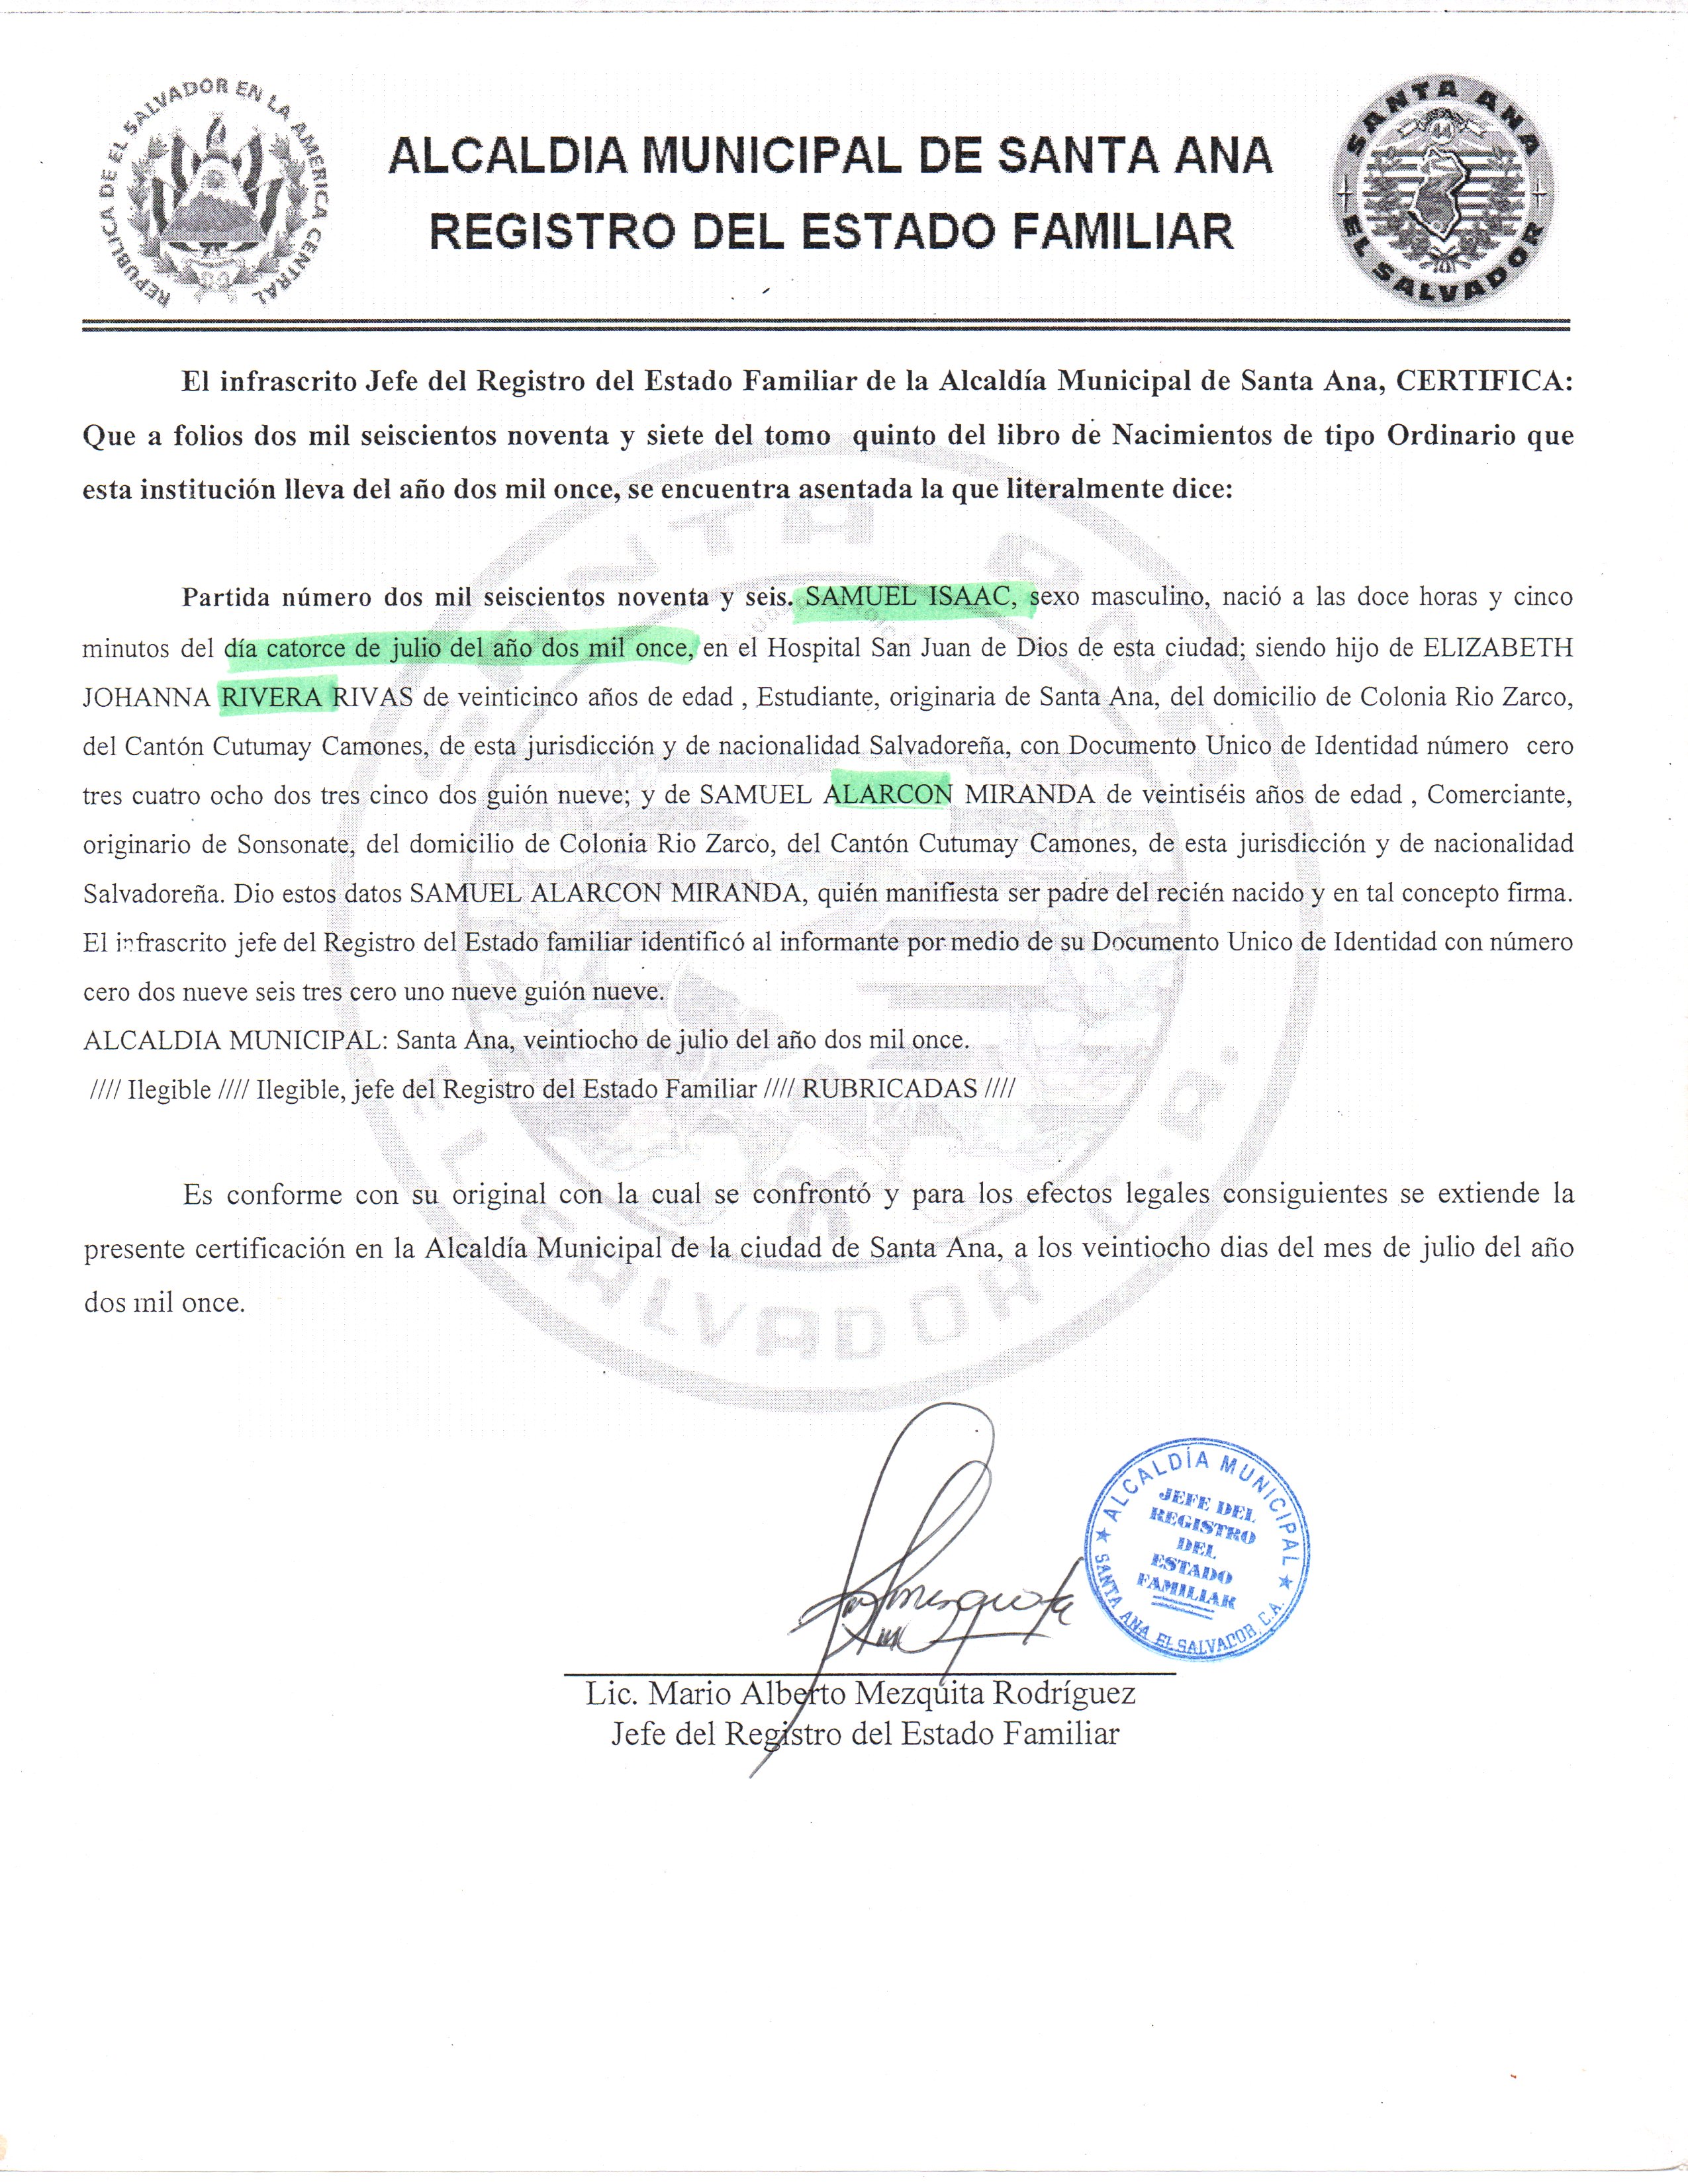 REPUBLICA DE EL SALVADOR EN LA AMERICA CENTRAL
ALCALDIA MUNICIPAL DE SANTA ANA
REGISTRO DEL ESTADO FAMILIAR
SANTA ANA
EL SALVADOR
El infrascrito Jefe del Registro del Estado Familiar de la Alcaldía Municipal de Santa Ana, CERTIFICA:
Que a folios dos mil seiscientos noventa y siete del tomo quinto del libro de Nacimientos de tipo Ordinario que
esta institución lleva del año dos mil once, se encuentra asentada la que literalmente dice:
Partida número dos mil seiscientos noventa y seis. SAMUEL ISAAC, sexo masculino, nació a las doce horas y cinco
minutos del día catorce de julio del año dos mil once, en el Hospital San Juan de Dios de esta ciudad; siendo hijo de ELIZABETH
JOHANNA RIVERA RIVAS de veinticinco años de edad , Estudiante, originaria de Santa Ana, del domicilio de Colonia Rio Zarco,
del Cantón Cutumay Camones, de esta jurisdicción y de nacionalidad Salvadoreña, con Documento Unico de Identidad número cero
tres cuatro ocho dos tres cinco dos guión nueve; y de SAMUEL ALARCON MIRANDA de veintiséis años de edad , Comerciante,
originario de Sonsonate, del domicilio de Colonia Rio Zarco, del Cantón Cutumay Camones, de esta jurisdicción y de nacionalidad
Salvadoreña. Dio estos datos SAMUEL ALARCON MIRANDA, quién manifiesta ser padre del recién nacido y en tal concepto firma.
El infrascrito jefe del Registro del Estado familiar identificó al informante por medio de su Documento Unico de Identidad con número
cero dos nueve seis tres cero uno nueve guión nueve.
ALCALDIA MUNICIPAL: Santa Ana, veintiocho de julio del año dos mil once.
//// Ilegible //// Ilegible, jefe del Registro del Estado Familiar //// RUBRICADAS ////
Es conforme con su original con la cual se confrontó y para los efectos legales consiguientes se extiende la
presente certificación en la Alcaldía Municipal de la ciudad de Santa Ana, a los veintiocho dias del mes de julio del año
dos mil once.
ALCALDÍA MUNICIPAL
JEFE DEL
REGISTRO
DEL
ESTADO
FAMILIAR
SANTA ANA EL SALVADOR, C.A.
Lic. Mario Alberto Mezquita Rodríguez
Jefe del Registro del Estado Familiar